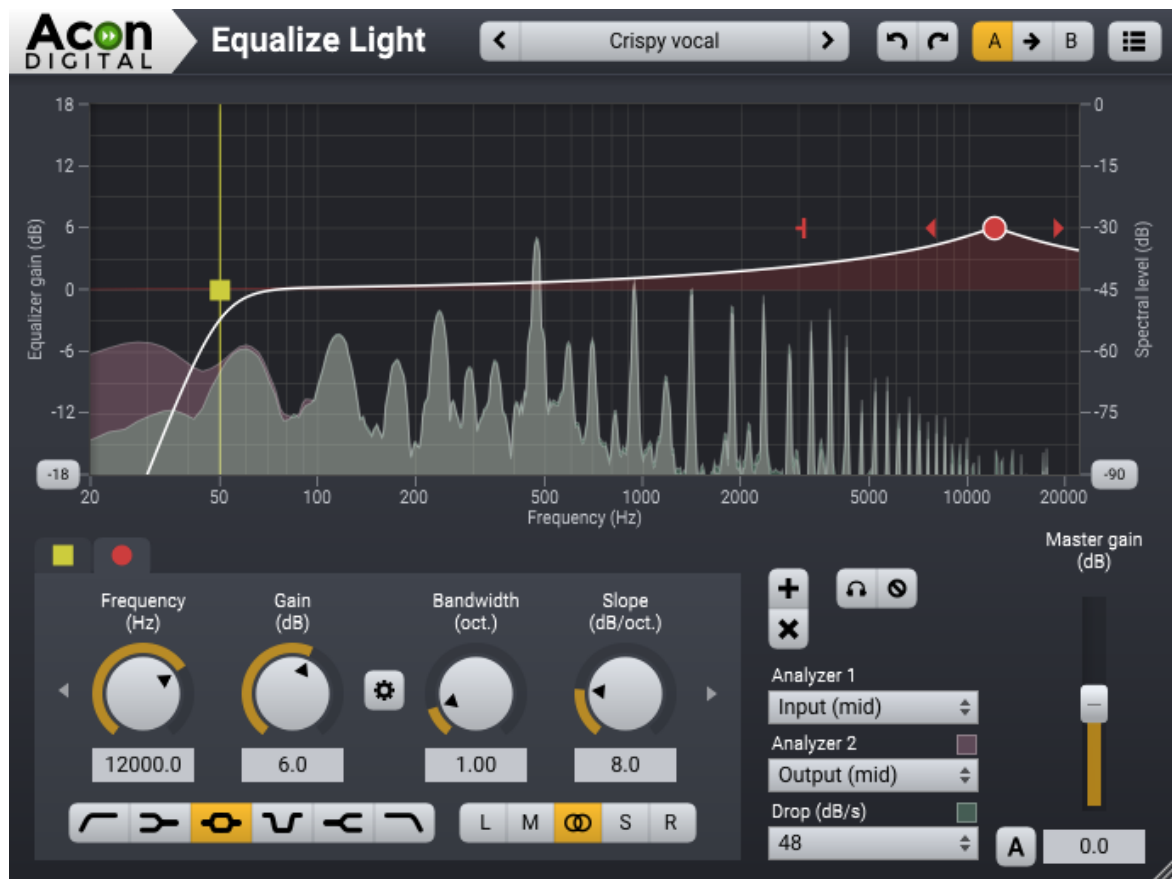 Acon
DIGITAL
Equalize Light
Crispy vocal
A
B
18
12
6
0
-6
-12
-18
Equalizer gain (dB)
0
-15
-30
-45
-60
-75
-90
Spectral level (dB)
20
50
100
200
500
1000
2000
5000
10000
20000
Frequency (Hz)
Frequency
(Hz)
12000.0
Gain
(dB)
6.0
Bandwidth
(oct.)
1.00
Slope
(dB/oct.)
8.0
L
M
S
R
Analyzer 1
Input (mid)
Analyzer 2
Output (mid)
Drop (dB/s)
48
Master gain
(dB)
A
0.0